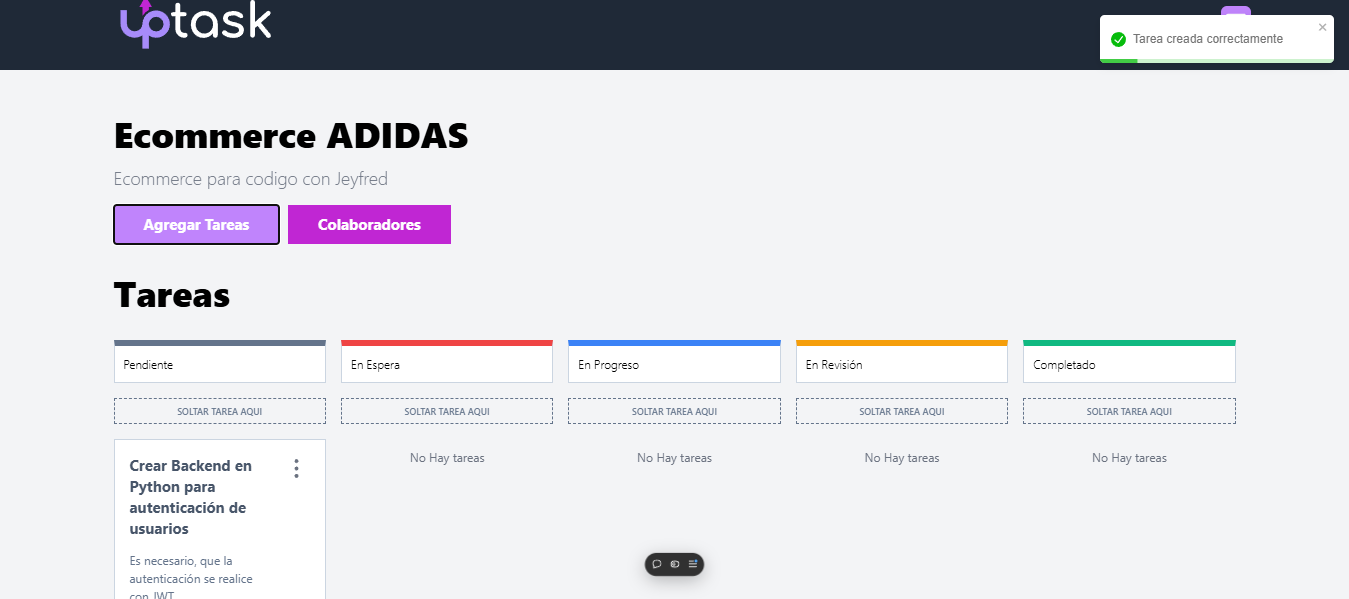 uptask
Tarea creada correctamente
Ecommerce ADIDAS
Ecommerce para codigo con Jeyfred
Agregar Tareas
Colaboradores
Tareas
Pendiente
En Espera
En Progreso
En Revisión
Completado
SOLTAR TAREA AQUI
SOLTAR TAREA AQUI
SOLTAR TAREA AQUI
SOLTAR TAREA AQUI
SOLTAR TAREA AQUI
Crear Backend en
Python para
autenticación de
usuarios
Es necesario, que la
autenticación se realice
con JWT
No Hay tareas
No Hay tareas
No Hay tareas
No Hay tareas